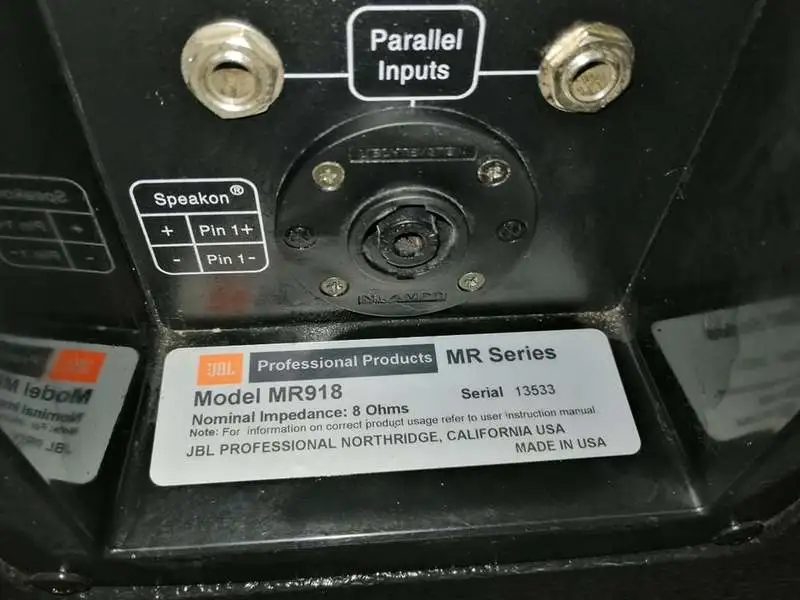 Parallel
Inputs
Speakon®
+ Pin 1+
- Pin 1-
JBL Professional Products MR Series
Model MR918 Serial 13533
Nominal Impedance: 8 Ohms
Note: For information on correct product usage refer to user instruction manual
JBL PROFESSIONAL NORTHRIDGE, CALIFORNIA USA
MADE IN USA